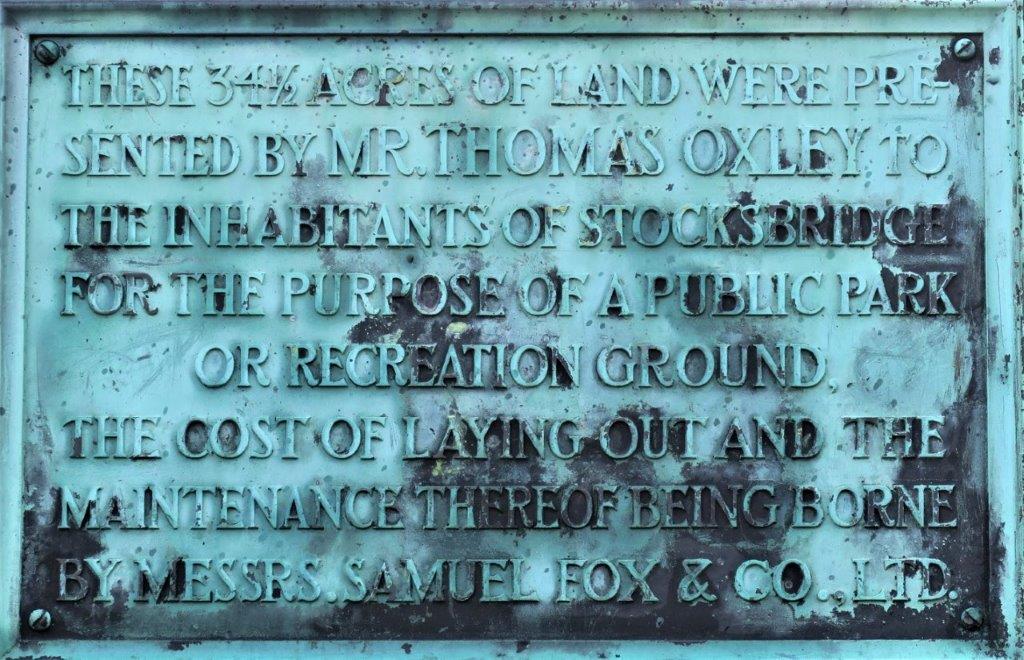 THESE 34½ ACRES OF LAND WERE PRE-
SENTED BY MR. THOMAS OXLEY TO
THE INHABITANTS OF STOCKSBRIDGE
FOR THE PURPOSE OF A PUBLIC PARK
OR RECREATION GROUND,
THE COST OF LAYING OUT AND THE
MAINTENANCE THEREOF BEING BORNE
BY MESSRS. SAMUEL FOX & CO., LTD.